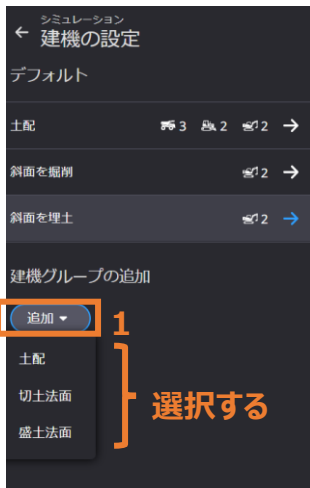 シミュレーション
建機の設定
デフォルト
土配 3 2 2
斜面を掘削 2
斜面を埋土 2
建機グループの追加
追加
1
土配
切土法面
盛土法面
選択する